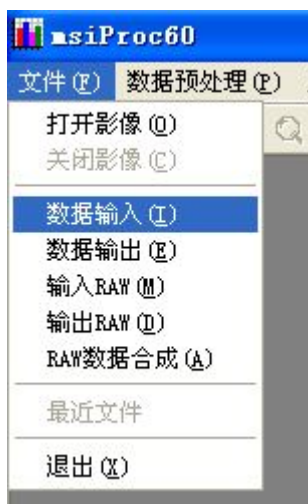 msiProc60
文件(F) 数据预处理(P)
打开影像(O)
关闭影像(C)
数据输入(I)
数据输出(E)
输入RAW(M)
输出RAW(D)
RAW数据合成(A)
最近文件
退出(X)